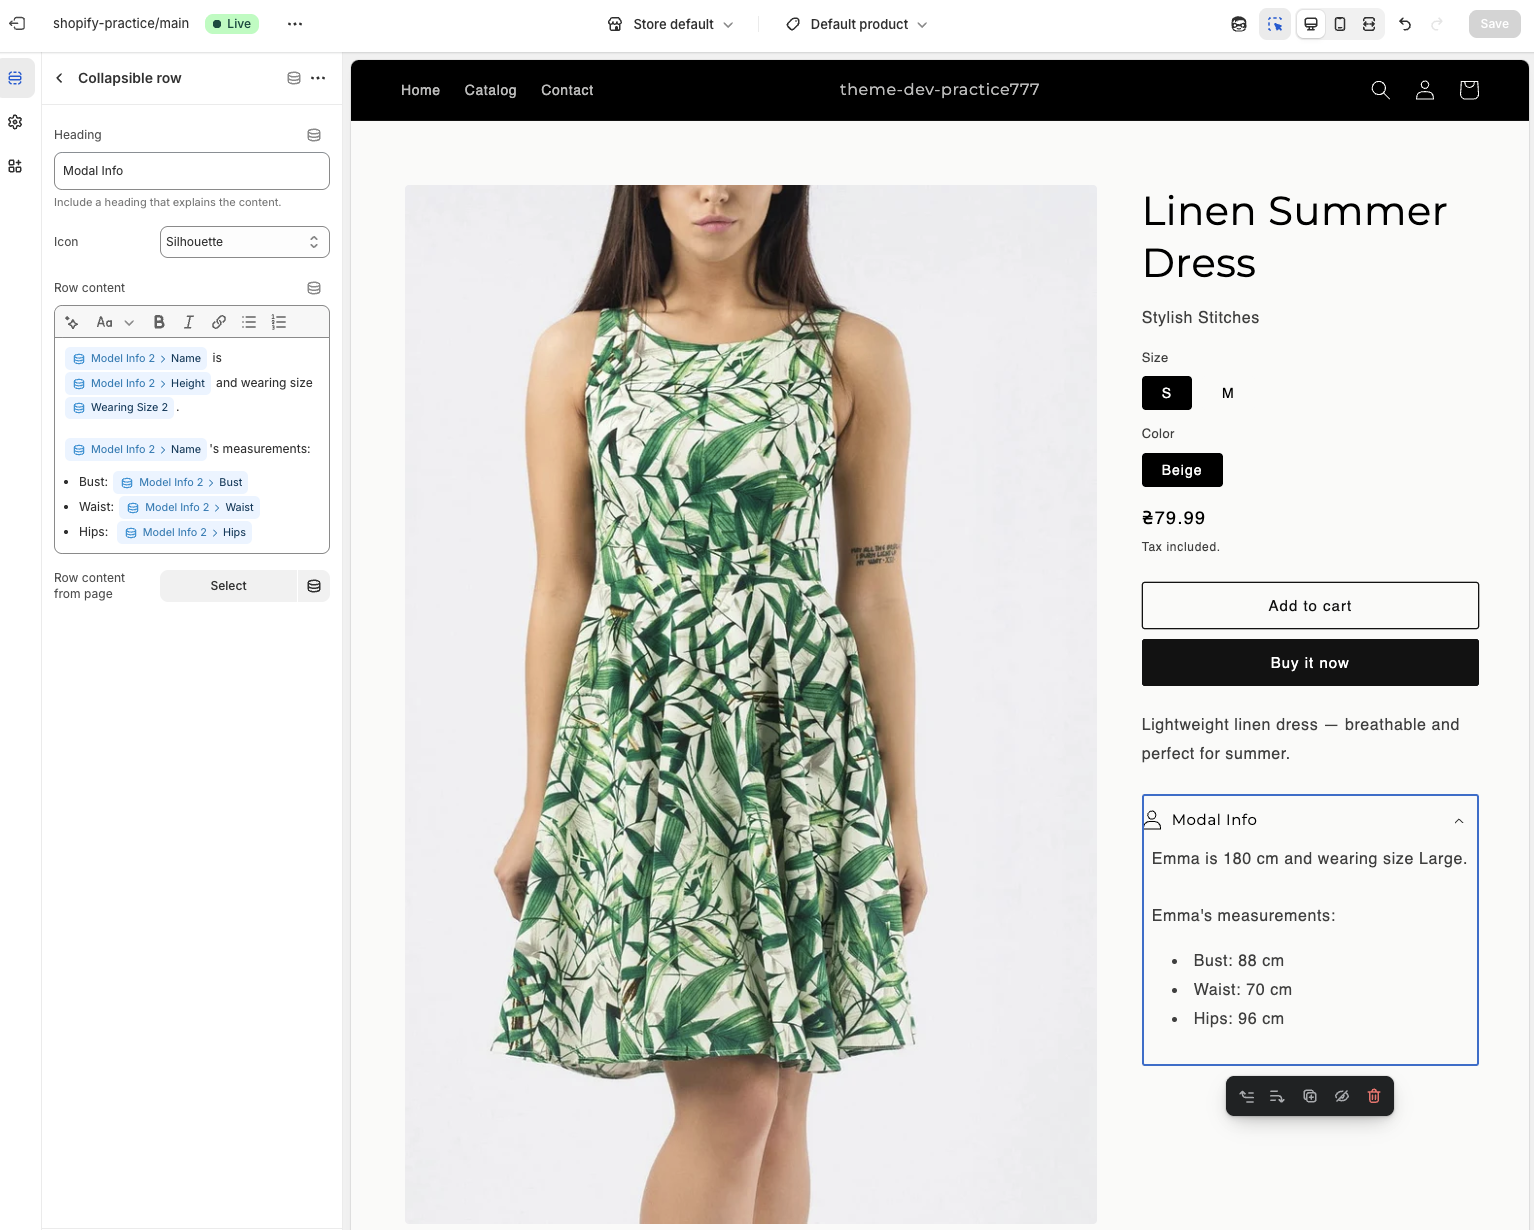 shopify-practice/main
Live
Store default
Default product
Save
Collapsible row
Heading
Modal Info
Include a heading that explains the content.
Icon
Silhouette
Row content
Aa
Model Info 2 > Name is
Model Info 2 > Height and wearing size
Wearing Size 2 .
Model Info 2 > Name 's measurements:
• Bust: Model Info 2 > Bust
• Waist: Model Info 2 > Waist
• Hips: Model Info 2 > Hips
Row content
from page
Select
Home
Catalog
Contact
theme-dev-practice777
Linen Summer
Dress
Stylish Stitches
Size
S
M
Color
Beige
₴79.99
Tax included.
Add to cart
Buy it now
Lightweight linen dress — breathable and
perfect for summer.
Modal Info
Emma is 180 cm and wearing size Large.
Emma's measurements:
• Bust: 88 cm
• Waist: 70 cm
• Hips: 96 cm